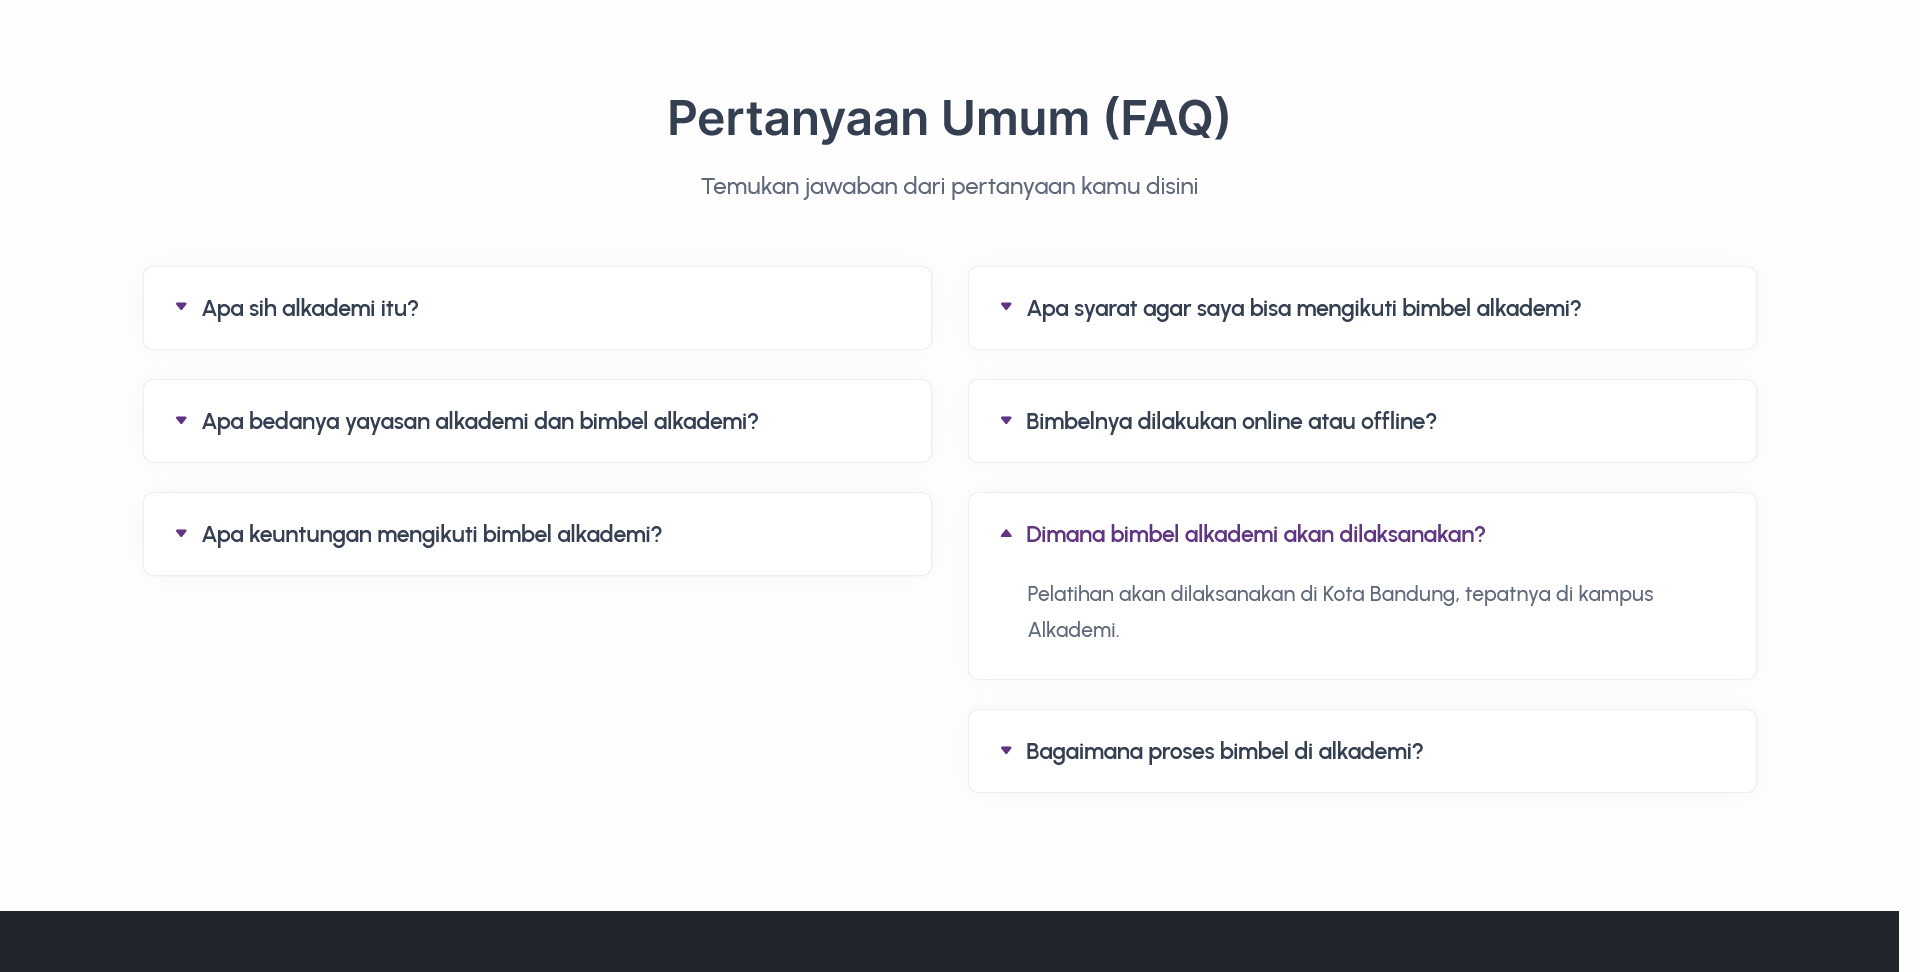 Pertanyaan Umum (FAQ)
Temukan jawaban dari pertanyaan kamu disini
Apa sih alkademi itu?
Apa bedanya yayasan alkademi dan bimbel alkademi?
Apa keuntungan mengikuti bimbel alkademi?
Apa syarat agar saya bisa mengikuti bimbel alkademi?
Bimbelnya dilakukan online atau offline?
Dimana bimbel alkademi akan dilaksanakan?
Pelatihan akan dilaksanakan di Kota Bandung, tepatnya di kampus
Alkademi.
Bagaimana proses bimbel di alkademi?